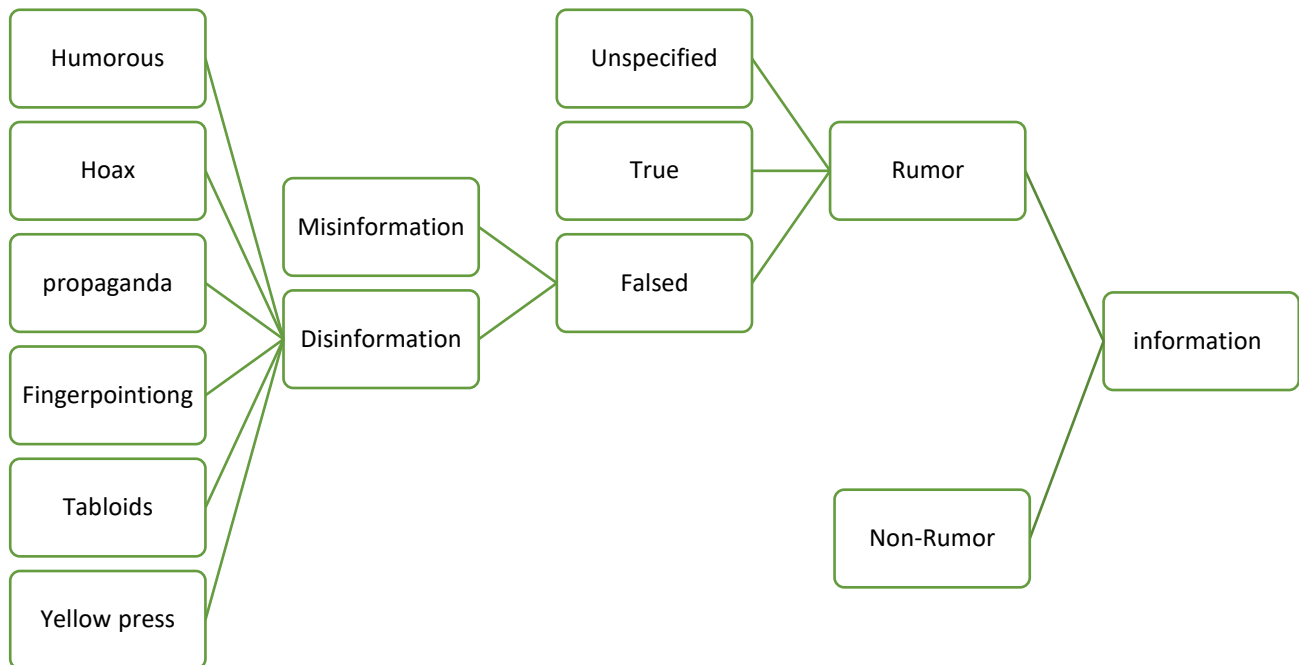 Humorous
Hoax
propaganda
Fingerpointiong
Tabloids
Yellow press
Misinformation
Disinformation
Unspecified
True
Falsed
Rumor
Non-Rumor
information